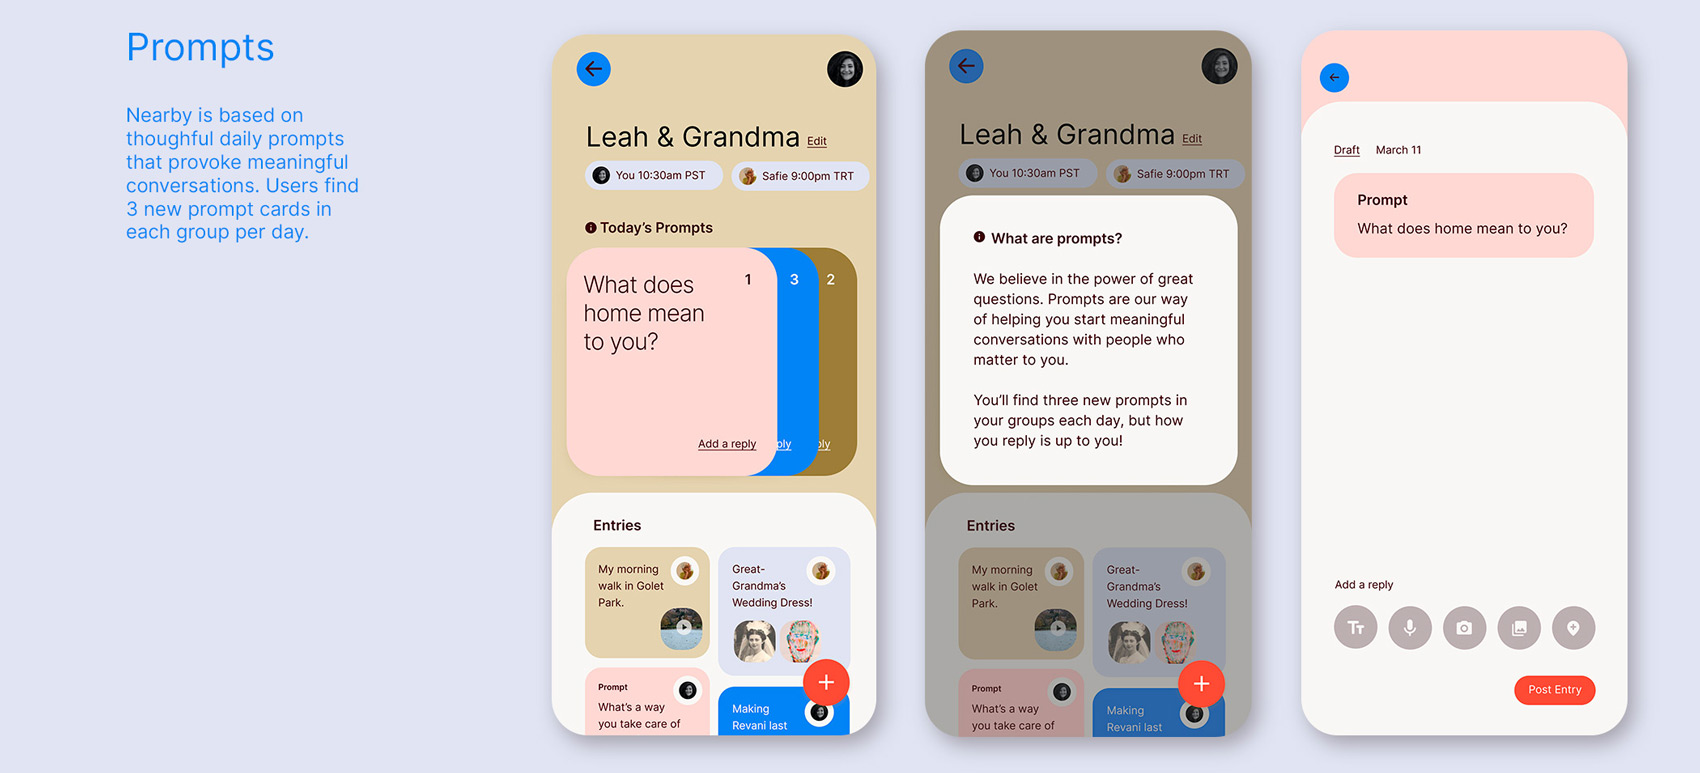 Prompts
Nearby is based on
thoughful daily prompts
that provoke meaningful
conversations. Users find
3 new prompt cards in
each group per day.
Leah & Grandma Edit
You 10:30am PST
Safie 9:00pm TRT
Today's Prompts
What does
home mean
to you?
1
3
2
Add a reply
ply
ply
Entries
My morning
walk in Golet
Park.
Great-
Grandma's
Wedding Dress!
Prompt
What's a way
you take care of
Making
Revani last
Leah & Grandma Edit
You 10:30am PST
Safie 9:00pm TRT
What are prompts?
We believe in the power of great
questions. Prompts are our way
of helping you start meaningful
conversations with people who
matter to you.
You'll find three new prompts in
your groups each day, but how
you reply is up to you!
Entries
My morning
walk in Golet
Park.
Great-
Grandma's
Wedding Dress!
Prompt
What's a way
you take care of
Making
Revani last
Draft March 11
Prompt
What does home mean to you?
Add a reply
Tt
Post Entry